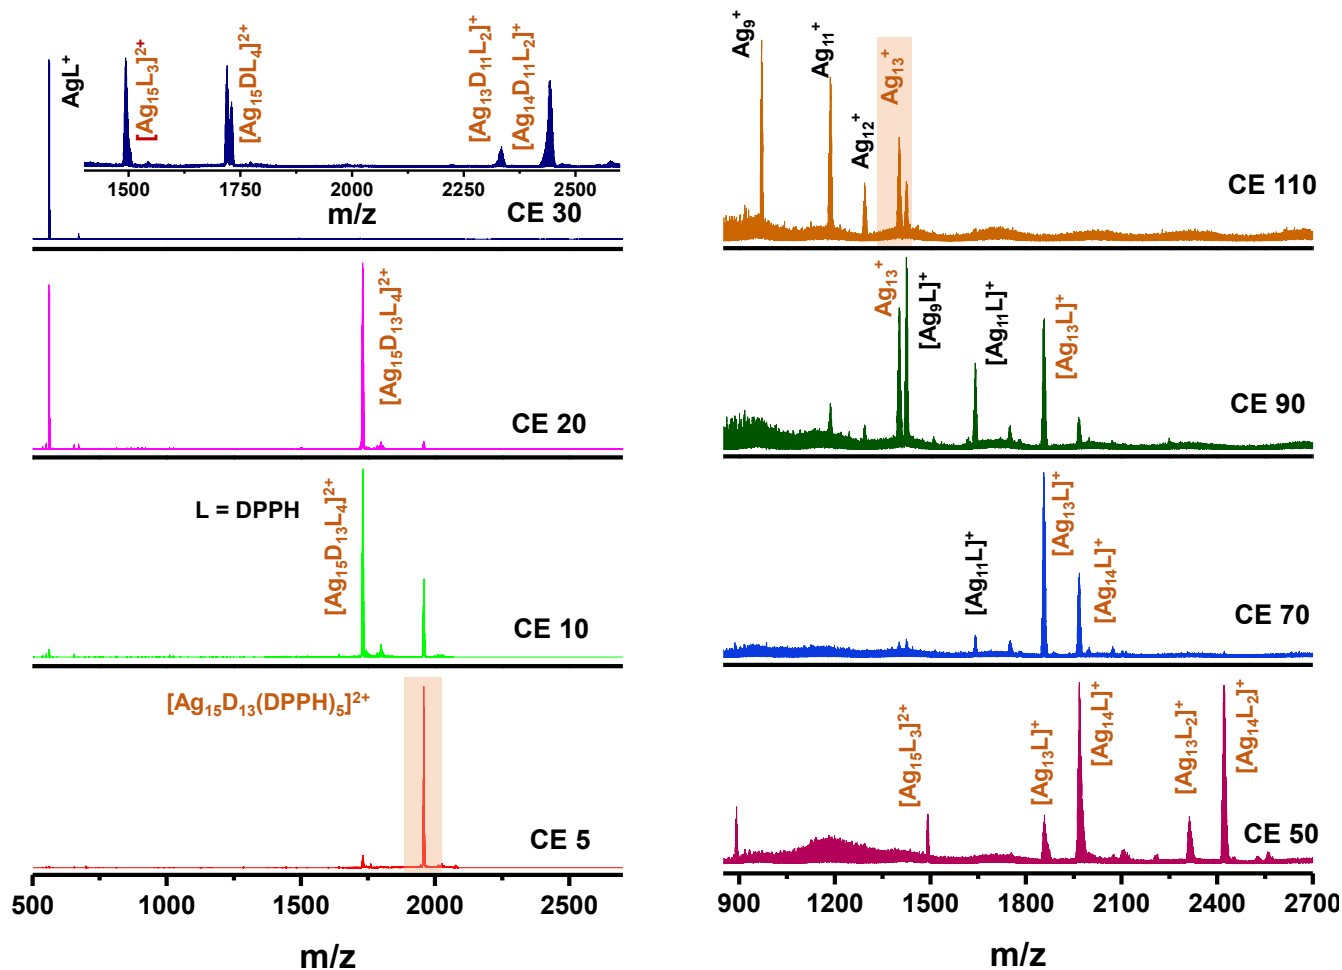 AgL⁺
[Ag₁₅L₃]²⁺
[Ag₁₅DL₄]²⁺
[Ag₁₃D₁₁L₂]⁺
[Ag₁₄D₁₁L₂]⁺
1500 1750 2000 2250 2500
m/z
CE 30
[Ag₁₅D₁₃L₄]²⁺
CE 20
L = DPPH
[Ag₁₅D₁₃L₄]²⁺
CE 10
[Ag₁₅D₁₃(DPPH)₅]²⁺
CE 5
500 1000 1500 2000 2500
m/z
Ag₉⁺
Ag₁₁⁺
Ag₁₂⁺
Ag₁₃⁺
CE 110
Ag₁₃⁺
[Ag₉L]⁺
[Ag₁₁L]⁺
[Ag₁₃L]⁺
CE 90
[Ag₁₁L]⁺
[Ag₁₃L]⁺
[Ag₁₄L]⁺
CE 70
[Ag₁₅L₃]²⁺
[Ag₁₃L]⁺
[Ag₁₄L]⁺
[Ag₁₃L₂]⁺
[Ag₁₄L₂]⁺
CE 50
900 1200 1500 1800 2100 2400 2700
m/z